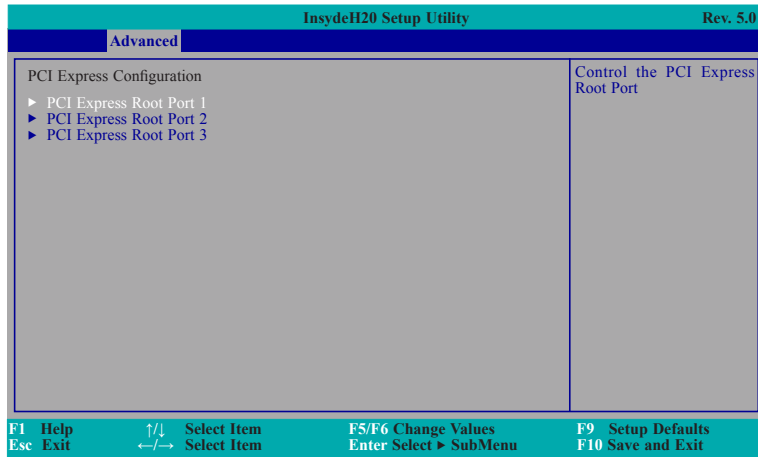 InsydeH20 Setup Utility Rev. 5.0
Advanced
PCI Express Configuration
► PCI Express Root Port 1
► PCI Express Root Port 2
► PCI Express Root Port 3
Control the PCI Express
Root Port
F1 Help ↑/↓ Select Item F5/F6 Change Values F9 Setup Defaults
Esc Exit ←/→ Select Item Enter Select ► SubMenu F10 Save and Exit